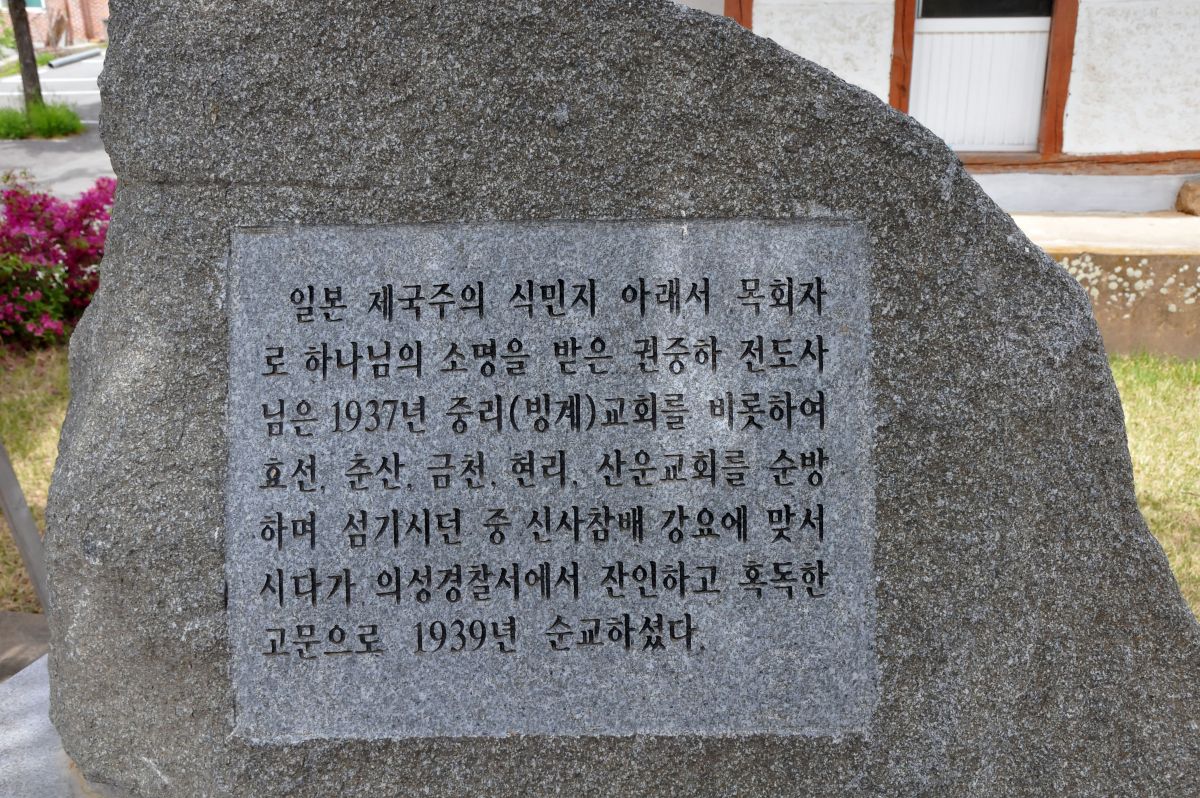 일본 제국주의 식민지 아래서 목회자
로 하나님의 소명을 받은 권중하 전도사
님은 1937년 중리(빙계)교회를 비롯하여
효선, 춘산, 금천, 현리, 산운교회를 순방
하며 섬기시던 중 신사참배 강요에 맞서
시다가 의성경찰서에서 잔인하고 혹독한
고문으로 1939년 순교하셨다.